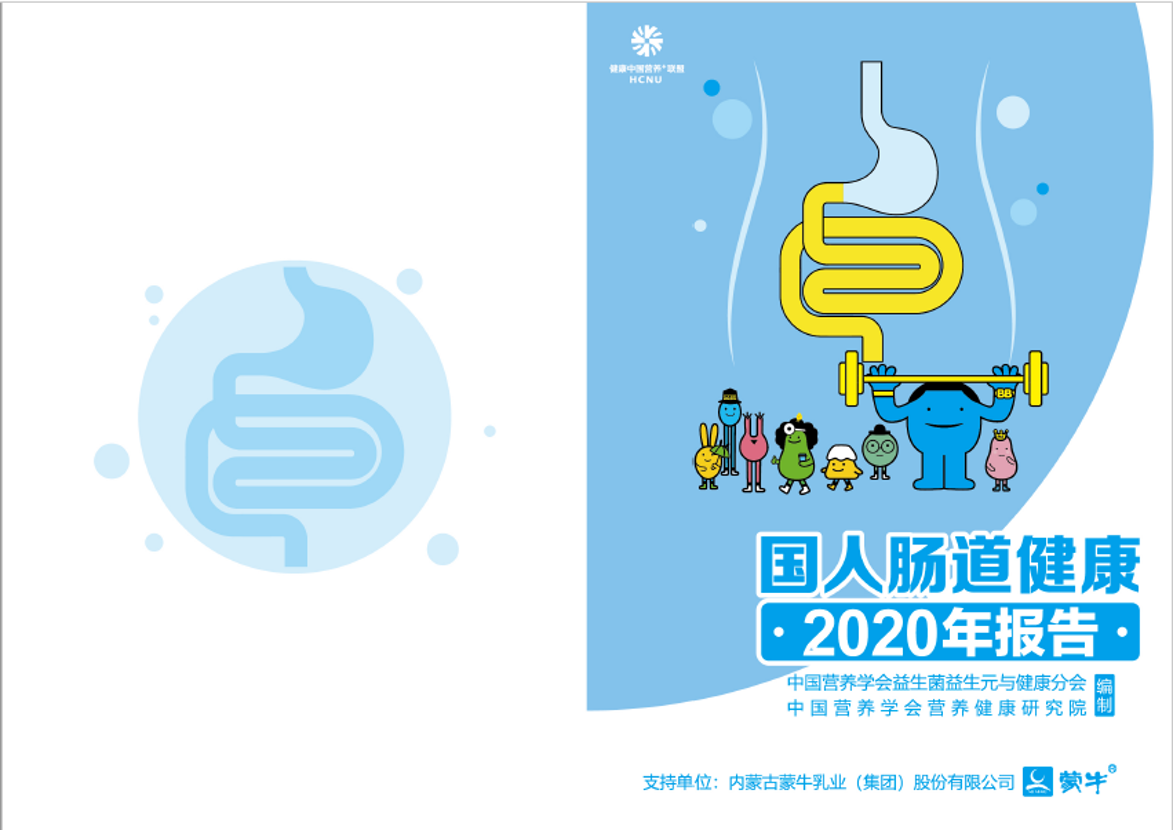 健康中国营养+联盟
HCNU
BB
国人肠道健康
·2020年报告·
中国营养学会益生菌益生元与健康分会
中国营养学会营养健康研究院
编制
支持单位：内蒙古蒙牛乳业（集团）股份有限公司
蒙牛®